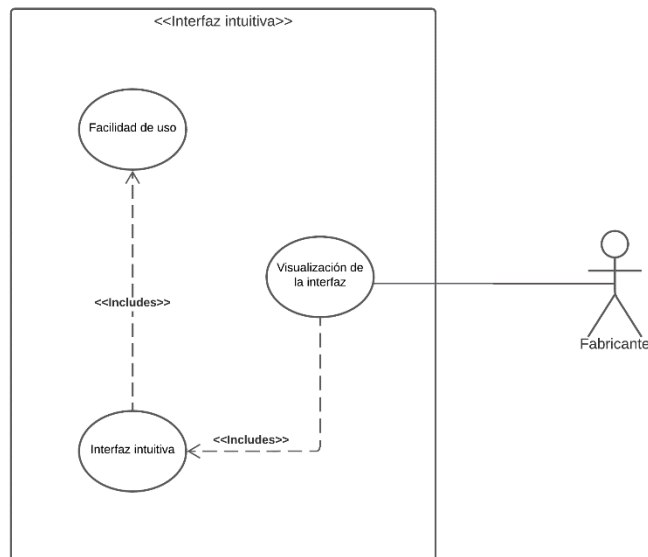 <<Interfaz intuitiva>>
Facilidad de uso
Visualización de
la interfaz
<<Includes>>
Fabricante
<<Includes>>
Interfaz intuitiva